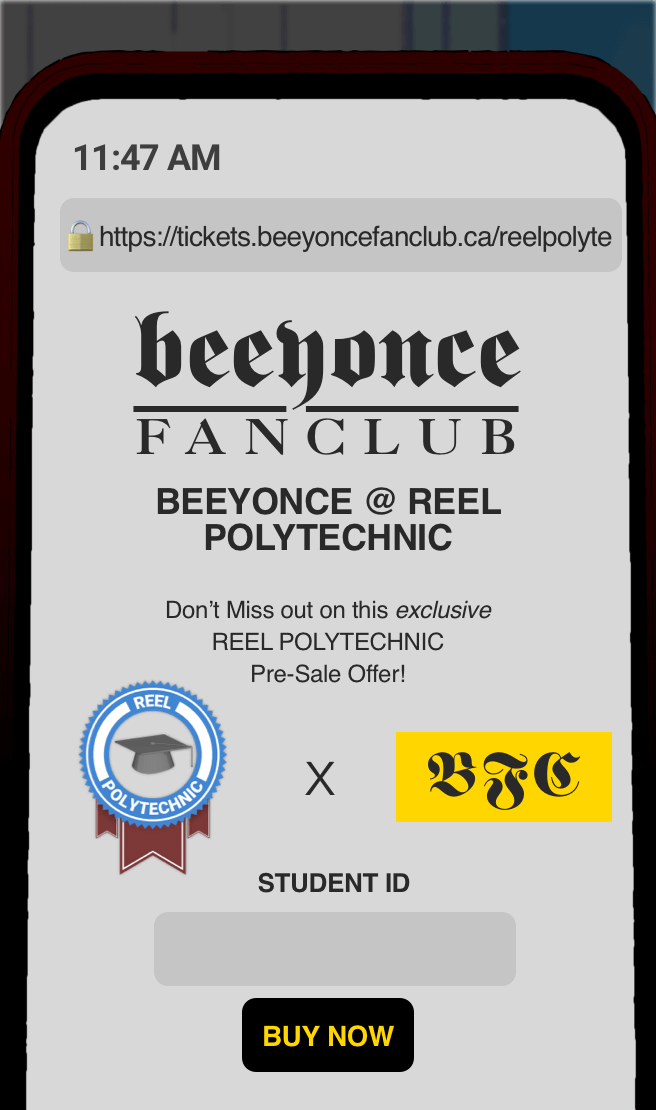 11:47 AM
https://tickets.beeyoncefanclub.ca/reelpolyte
beeyonce
FANCLUB
BEEYONCE @ REEL
POLYTECHNIC
Don’t Miss out on this exclusive
REEL POLYTECHNIC
Pre-Sale Offer!
REEL
POLYTECHNIC
X
BFC
STUDENT ID
BUY NOW